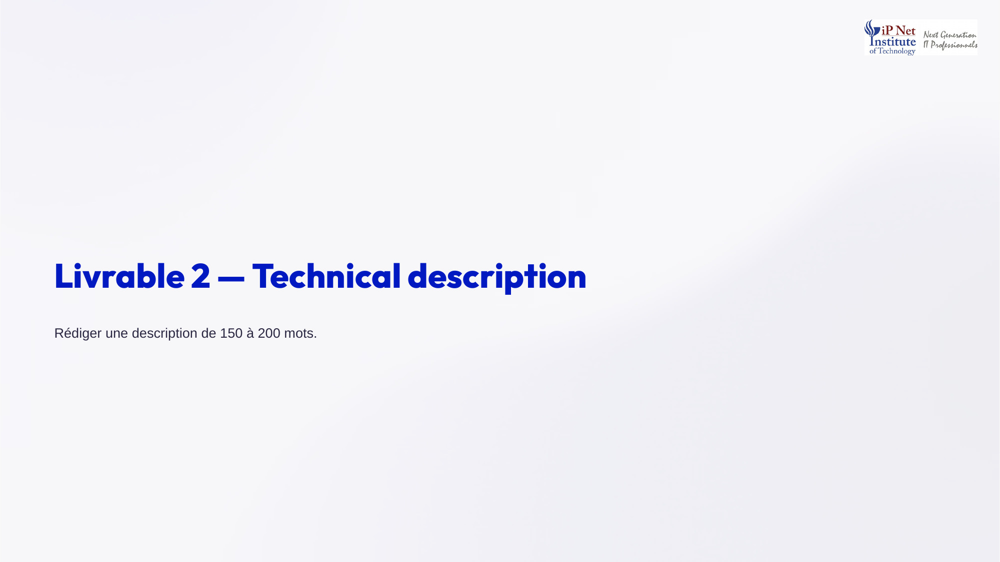 iP Net
Institute
of Technology
Next Generation
IT Professionnels
Livrable 2 — Technical description
Rédiger une description de 150 à 200 mots.